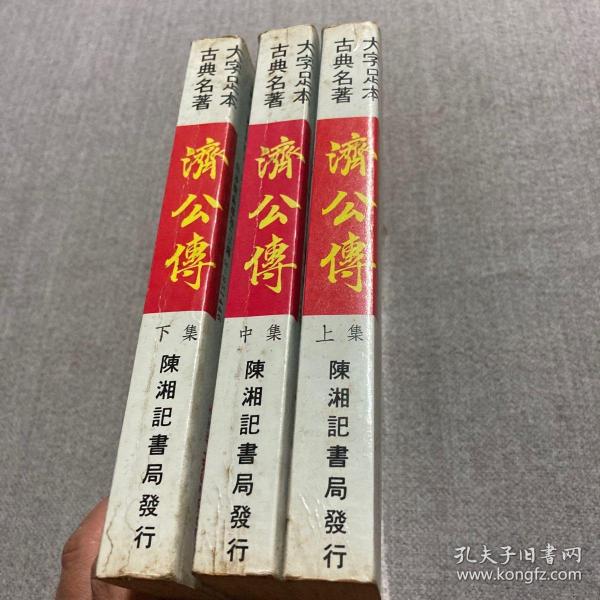 大字足本
古典名著
濟公傳
上集
陳湘記書局發行
大字足本
古典名著
濟公傳
中集
陳湘記書局發行
大字足本
古典名著
濟公傳
下集
陳湘記書局發行
孔夫子旧书网
www.kongfz.com